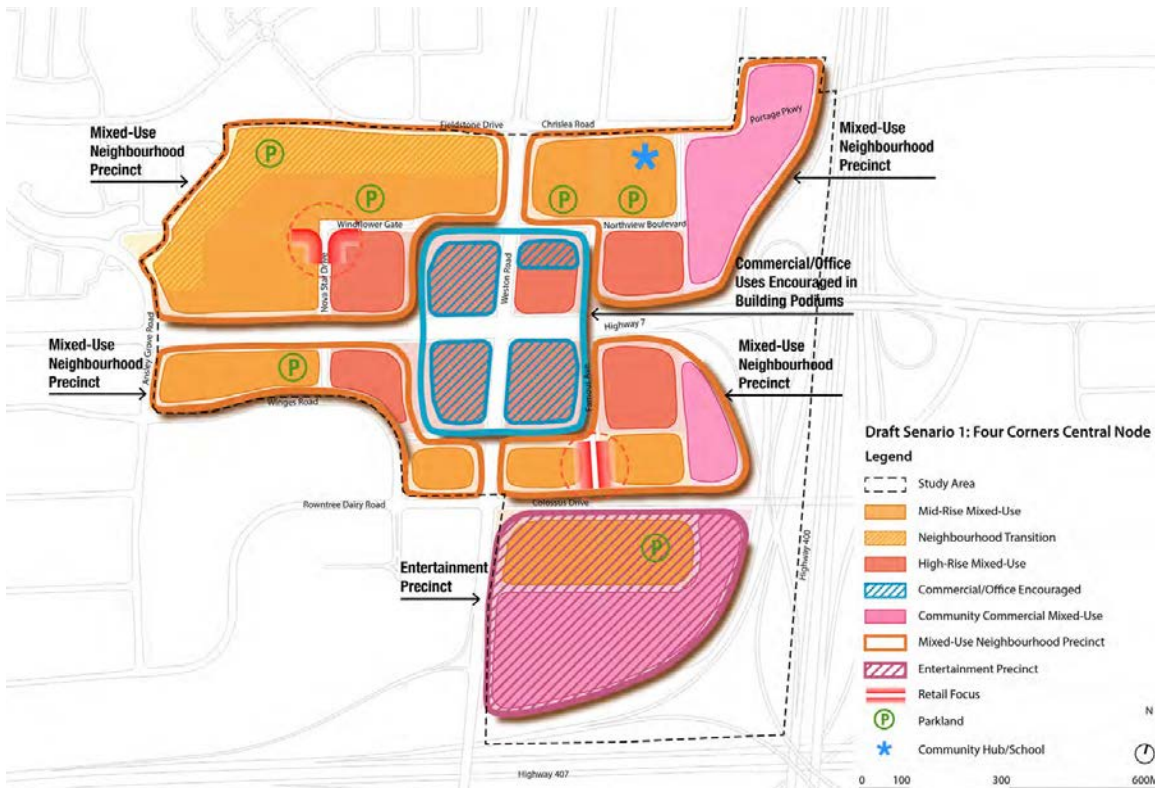 Fieldstone Drive
Chrislea Road
Portage Pkwy
Mixed-Use
Neighbourhood
Precinct
Mixed-Use
Neighbourhood
Precinct
P
P
P
P
Windflower Gate
Northview Boulevard
Nova Star Drive
Weston Road
Commercial/Office
Uses Encouraged in
Building Podiums
Highway 7
Ansley Grove Road
Mixed-Use
Neighbourhood
Precinct
Mixed-Use
Neighbourhood
Precinct
P
Winges Road
Famous Ave
Rowntree Dairy Road
Colossus Drive
P
Entertainment
Precinct
Highway 400
Highway 407
Draft Senario 1: Four Corners Central Node
Legend
Study Area
Mid-Rise Mixed-Use
Neighbourhood Transition
High-Rise Mixed-Use
Commercial/Office Encouraged
Community Commercial Mixed-Use
Mixed-Use Neighbourhood Precinct
Entertainment Precinct
Retail Focus
P Parkland
Community Hub/School
N
0 100 300 600M